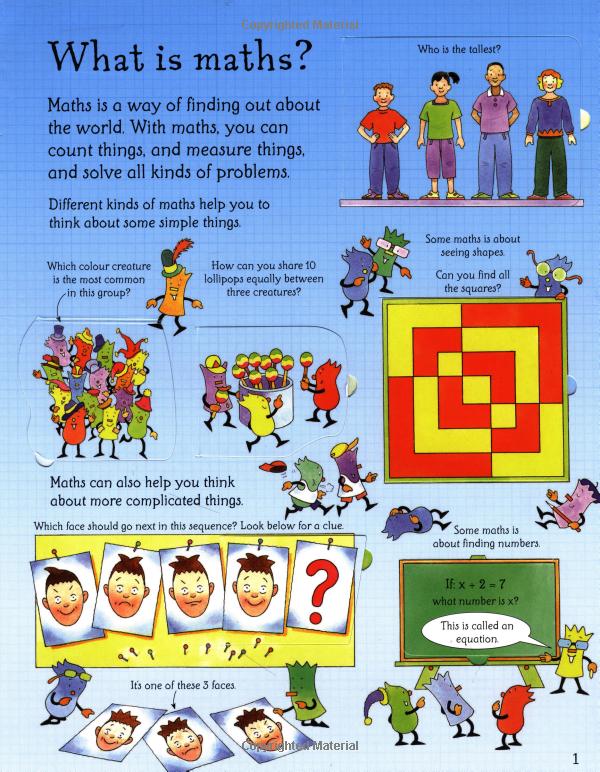 Copyrighted Material
What is maths?
Maths is a way of finding out about
the world. With maths, you can
count things, and measure things,
and solve all kinds of problems.
Different kinds of maths help you to
think about some simple things.
Who is the tallest?
Which colour creature
is the most common
in this group?
How can you share 10
lollipops equally between
three creatures?
Some maths is about
seeing shapes.
Can you find all
the squares?
Maths can also help you think
about more complicated things.
Which face should go next in this sequence? Look below for a clue.
?
It's one of these 3 faces.
Some maths is
about finding numbers.
If: x + 2 = 7
what number is x?
This is called an
equation.
Copyrighted Material
1